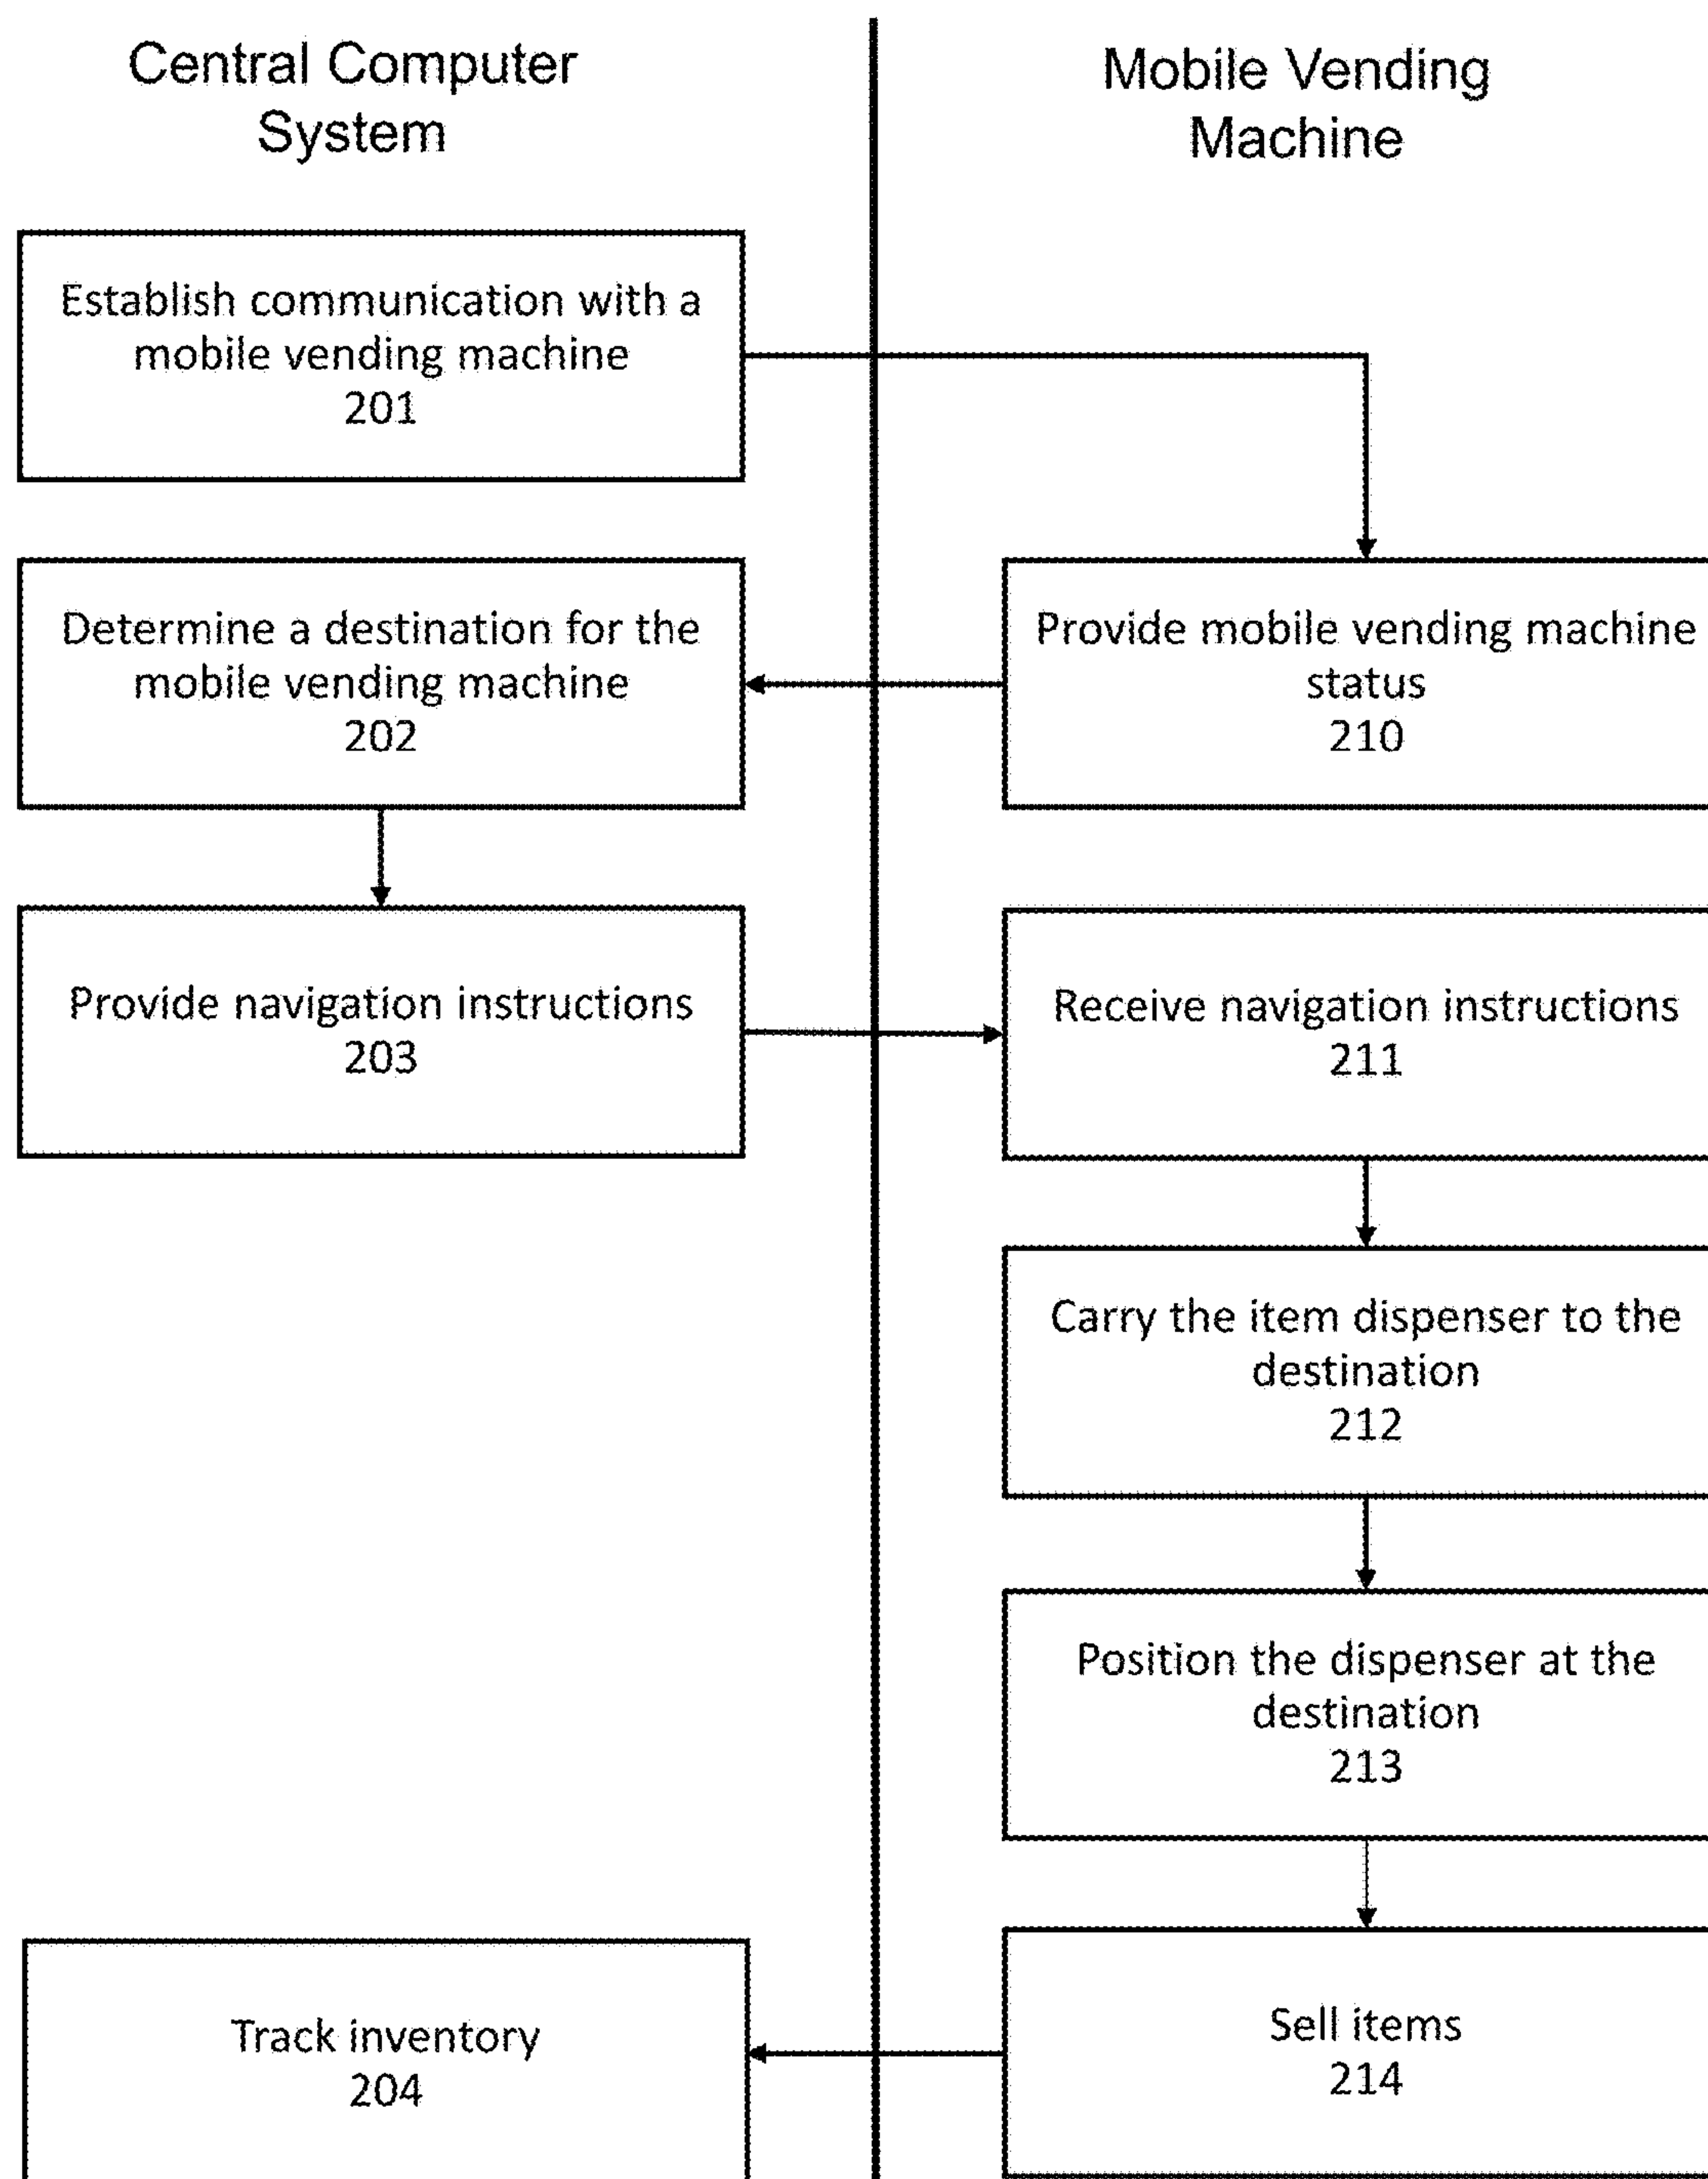 Central Computer
System
Mobile Vending
Machine
Establish communication with a
mobile vending machine
201
Determine a destination for the
mobile vending machine
202
Provide mobile vending machine
status
210
Provide navigation instructions
203
Receive navigation instructions
211
Carry the item dispenser to the
destination
212
Position the dispenser at the
destination
213
Track inventory
204
Sell items
214